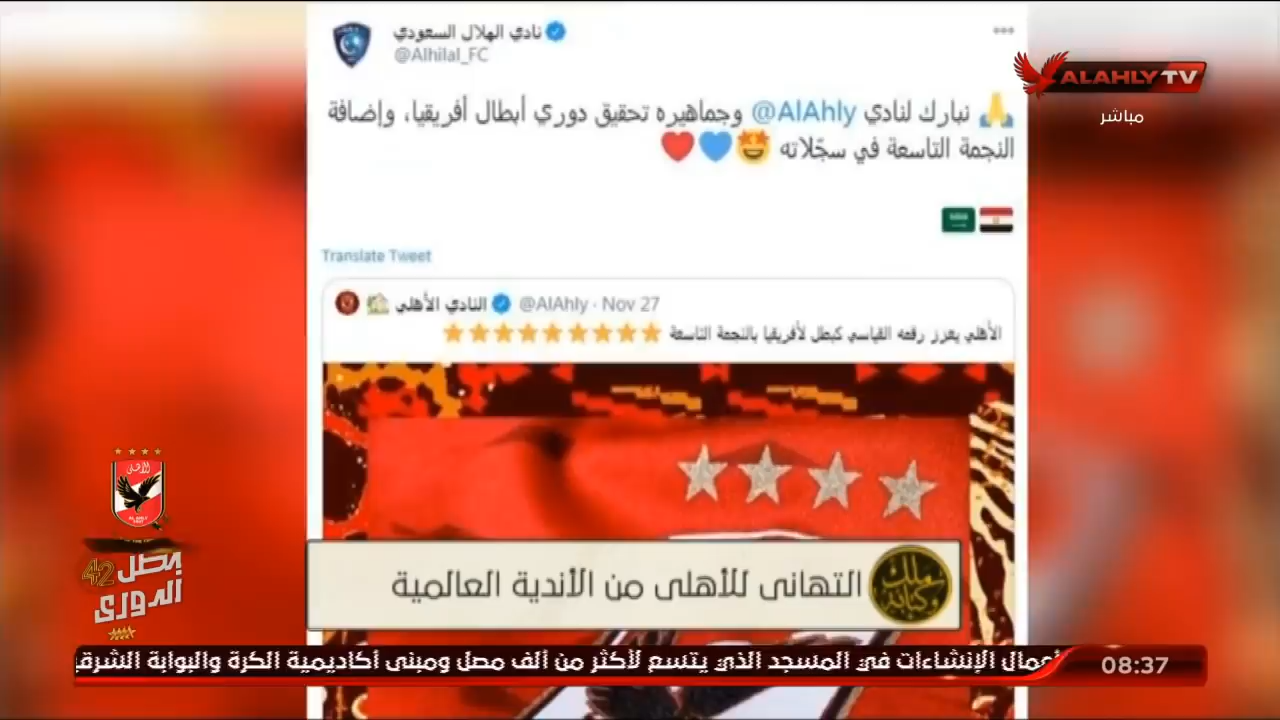 نادي الهلال السعودي
@Alhilal_FC
ALAHLY TV
مباشر
🙏 نبارك لنادي @AlAhly وجماهيره تحقيق دوري أبطال أفريقيا، وإضافة
النجمة التاسعة في سجّلاته 🤩💙❤️
🇪🇬🇸🇦
Translate Tweet
النادي الأهلي @AlAhly · Nov 27
الأهلي يعزز رقمه القياسي كبطل لأفريقيا بالنجمة التاسعة ⭐⭐⭐⭐⭐⭐⭐⭐⭐
بطل
الدورى
42
ملك وكتابة
التهانى للأهلى من الأندية العالمية
أعمال الإنشاءات في المسجد الذي يتسع لأكثر من ألف مصل ومبنى أكاديمية الكرة والبوابة
08:37